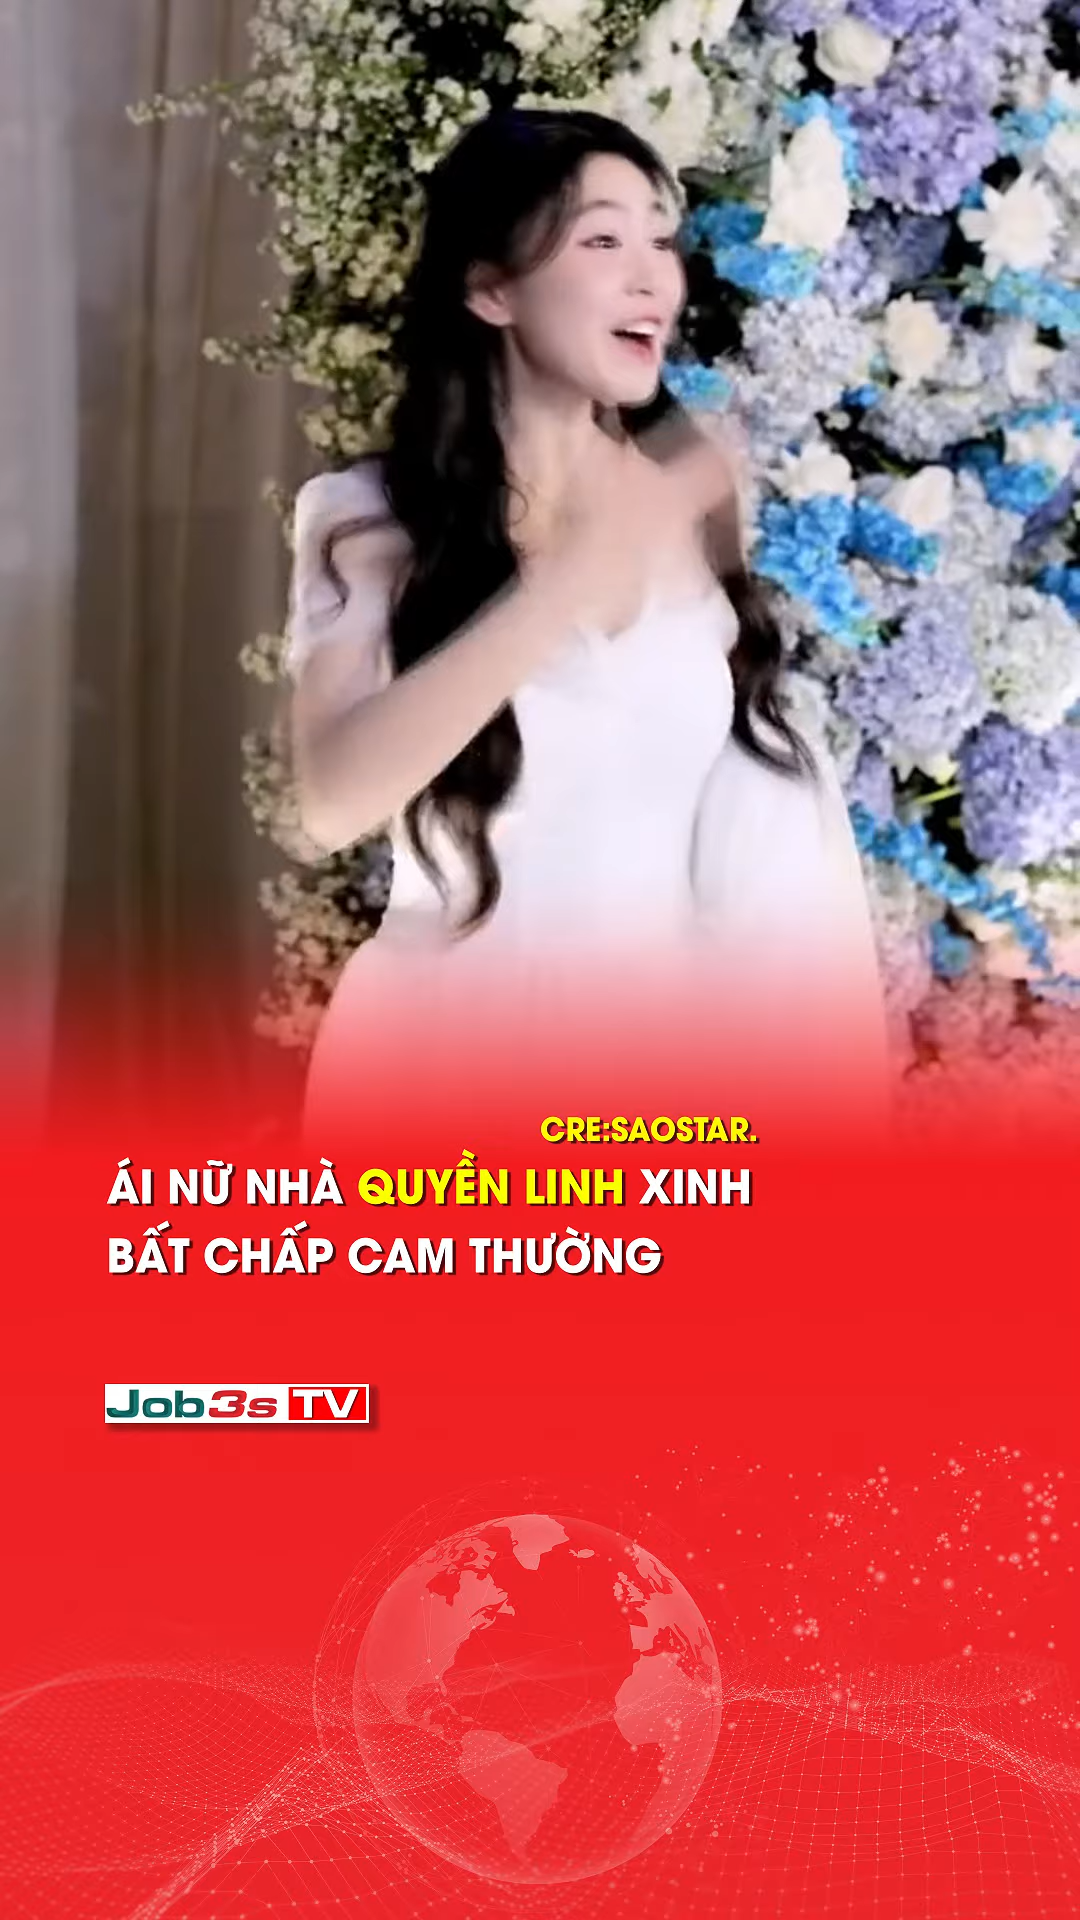 CRE:SAOSTAR.
ÁI NỮ NHÀ QUYỀN LINH XINH
BẤT CHẤP CAM THƯỜNG
Job3s TV